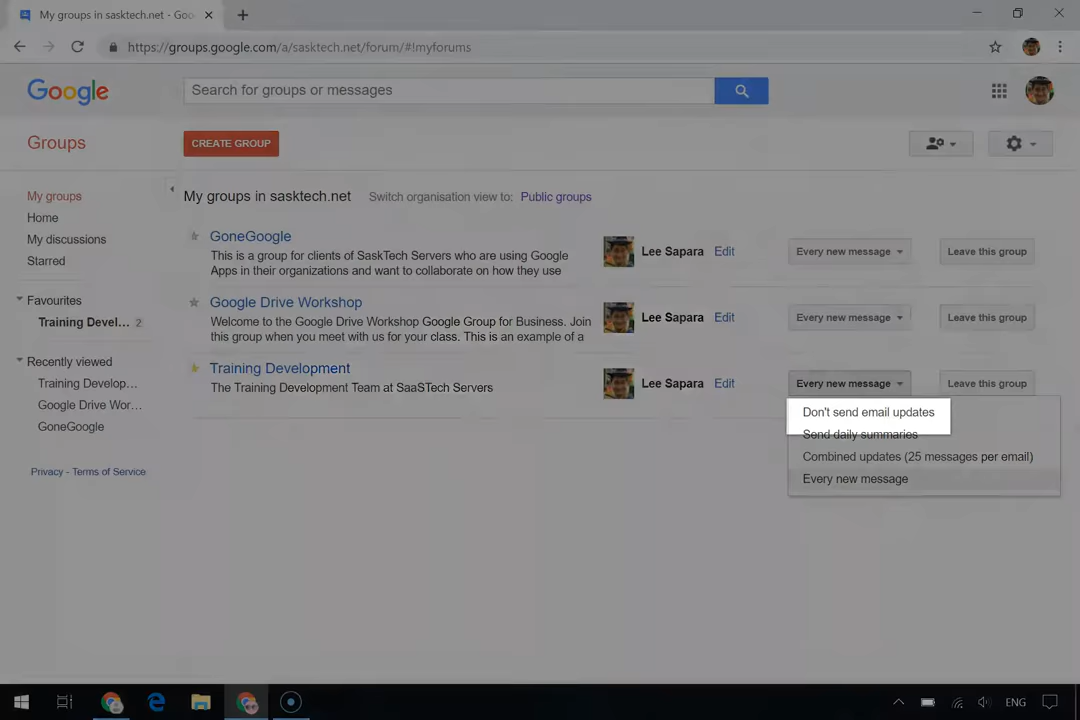 My groups in sasktech.net - Goo
https://groups.google.com/a/sasktech.net/forum/#!myforums
Google
Search for groups or messages
Groups
CREATE GROUP
My groups
Home
My discussions
Starred
Favourites
Training Devel... 2
Recently viewed
Training Develop...
Google Drive Wor...
GoneGoogle
Privacy - Terms of Service
My groups in sasktech.net
Switch organisation view to: Public groups
GoneGoogle
This is a group for clients of SaskTech Servers who are using Google
Apps in their organizations and want to collaborate on how they use
Lee Sapara Edit
Every new message
Leave this group
Google Drive Workshop
Welcome to the Google Drive Workshop Google Group for Business. Join
this group when you meet with us for your class. This is an example of a
Lee Sapara Edit
Every new message
Leave this group
Training Development
The Training Development Team at SaaSTech Servers
Lee Sapara Edit
Every new message
Leave this group
Don't send email updates
Send daily summaries
Combined updates (25 messages per email)
Every new message
ENG